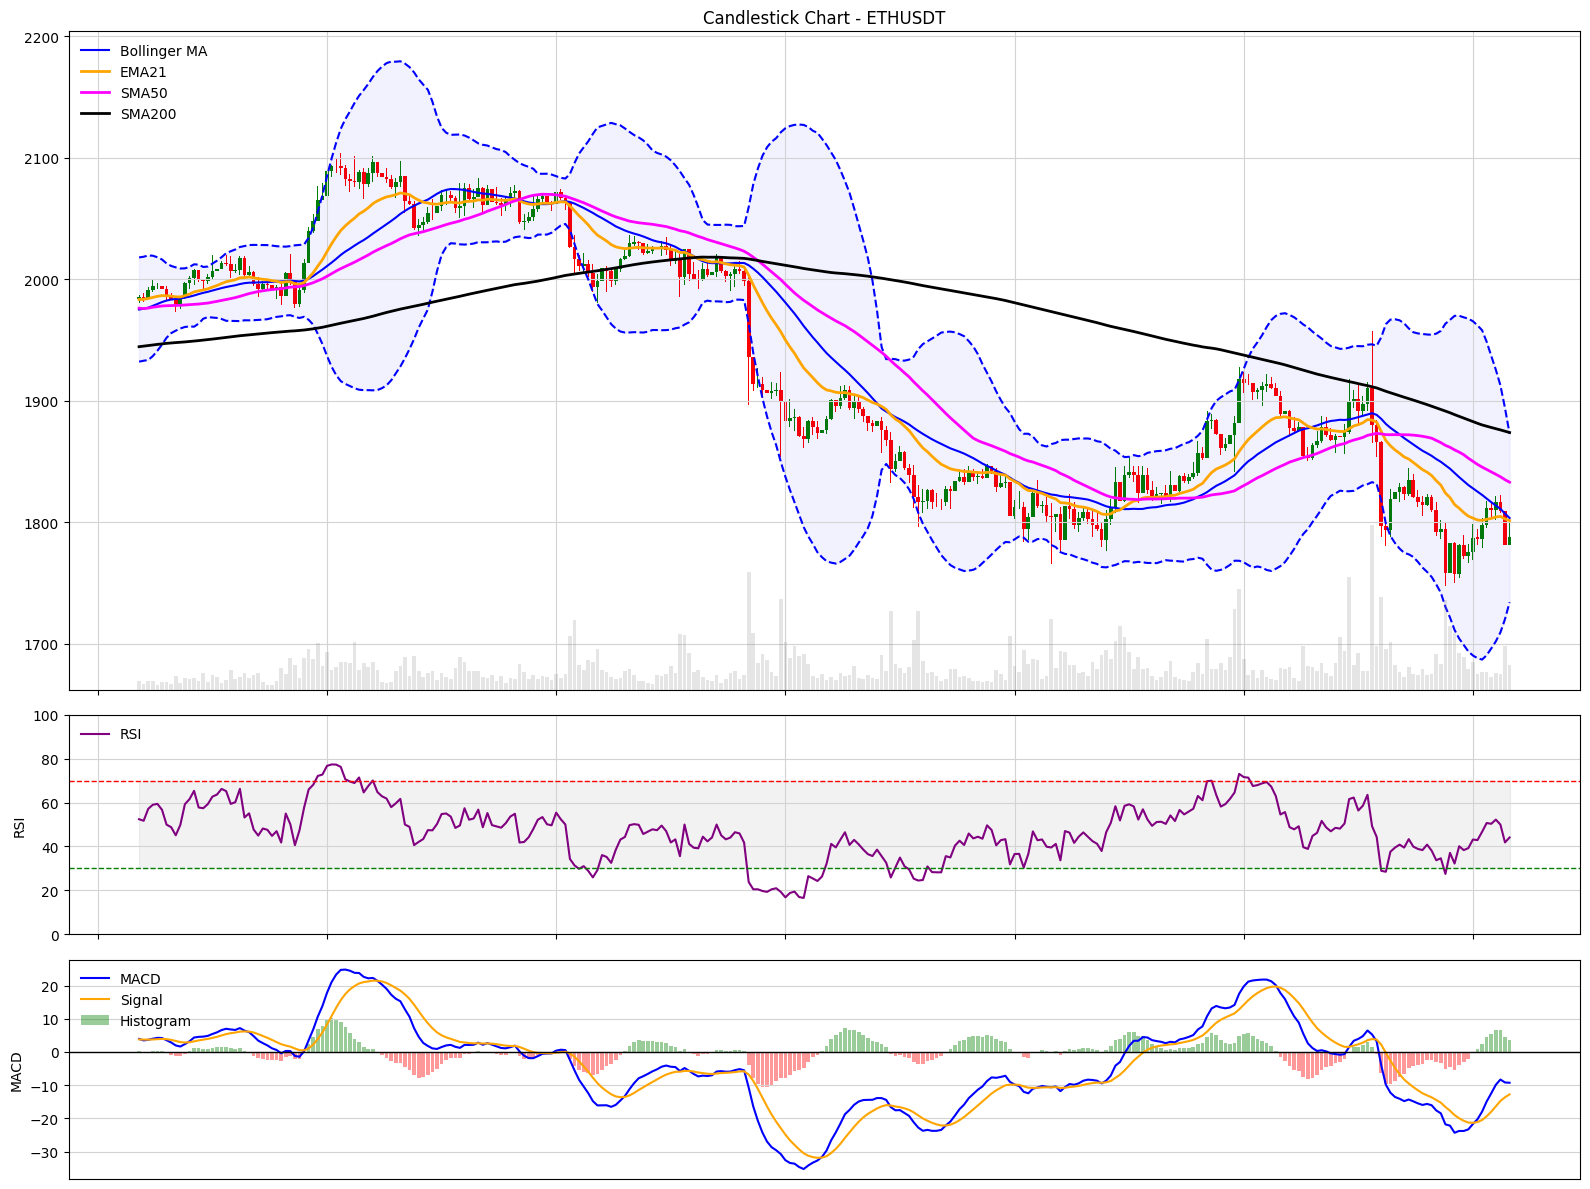 Candlestick Chart - ETHUSDT
Bollinger MA
EMA21
SMA50
SMA200
2200
2100
2000
1900
1800
1700
RSI
RSI
100
80
60
40
20
0
MACD
Signal
Histogram
MACD
20
10
0
−10
−20
−30